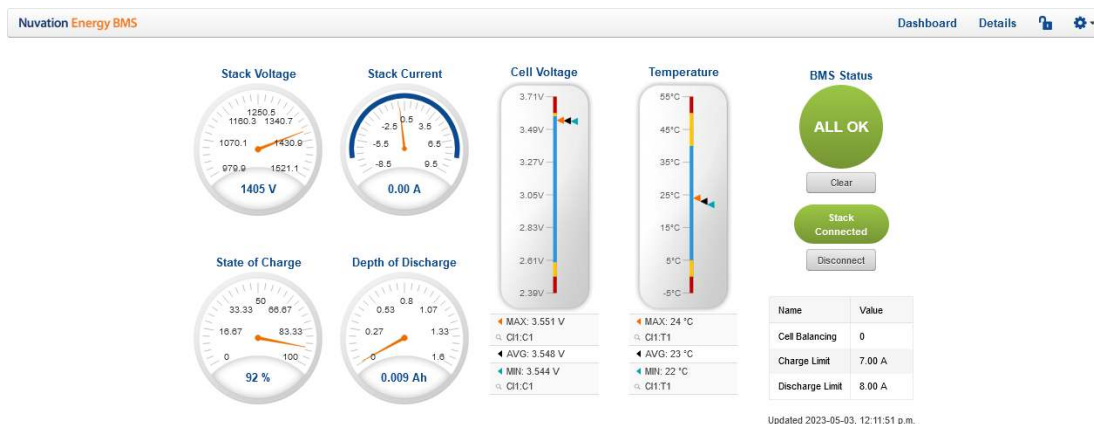 Nuvation Energy BMS
Dashboard Details
Stack Voltage
979.9
1070.1
1160.3
1250.5
1340.7
1430.9
1521.1
1405 V
Stack Current
-8.5
-5.5
-2.5
0.5
3.5
6.5
9.5
0.00 A
State of Charge
0
16.67
33.33
50
66.67
83.33
100
92 %
Depth of Discharge
0
0.27
0.53
0.8
1.07
1.33
1.6
0.009 Ah
Cell Voltage
3.71V
3.49V
3.27V
3.05V
2.83V
2.61V
2.39V
MAX: 3.551 V
CI1:C1
AVG: 3.548 V
MIN: 3.544 V
CI1:C1
Temperature
55°C
45°C
35°C
25°C
15°C
5°C
-5°C
MAX: 24 °C
CI1:T1
AVG: 23 °C
MIN: 22 °C
CI1:T1
BMS Status
ALL OK
Clear
Stack
Connected
Disconnect
Name Value
Cell Balancing 0
Charge Limit 7.00 A
Discharge Limit 8.00 A
Updated 2023-05-03, 12:11:51 p.m.